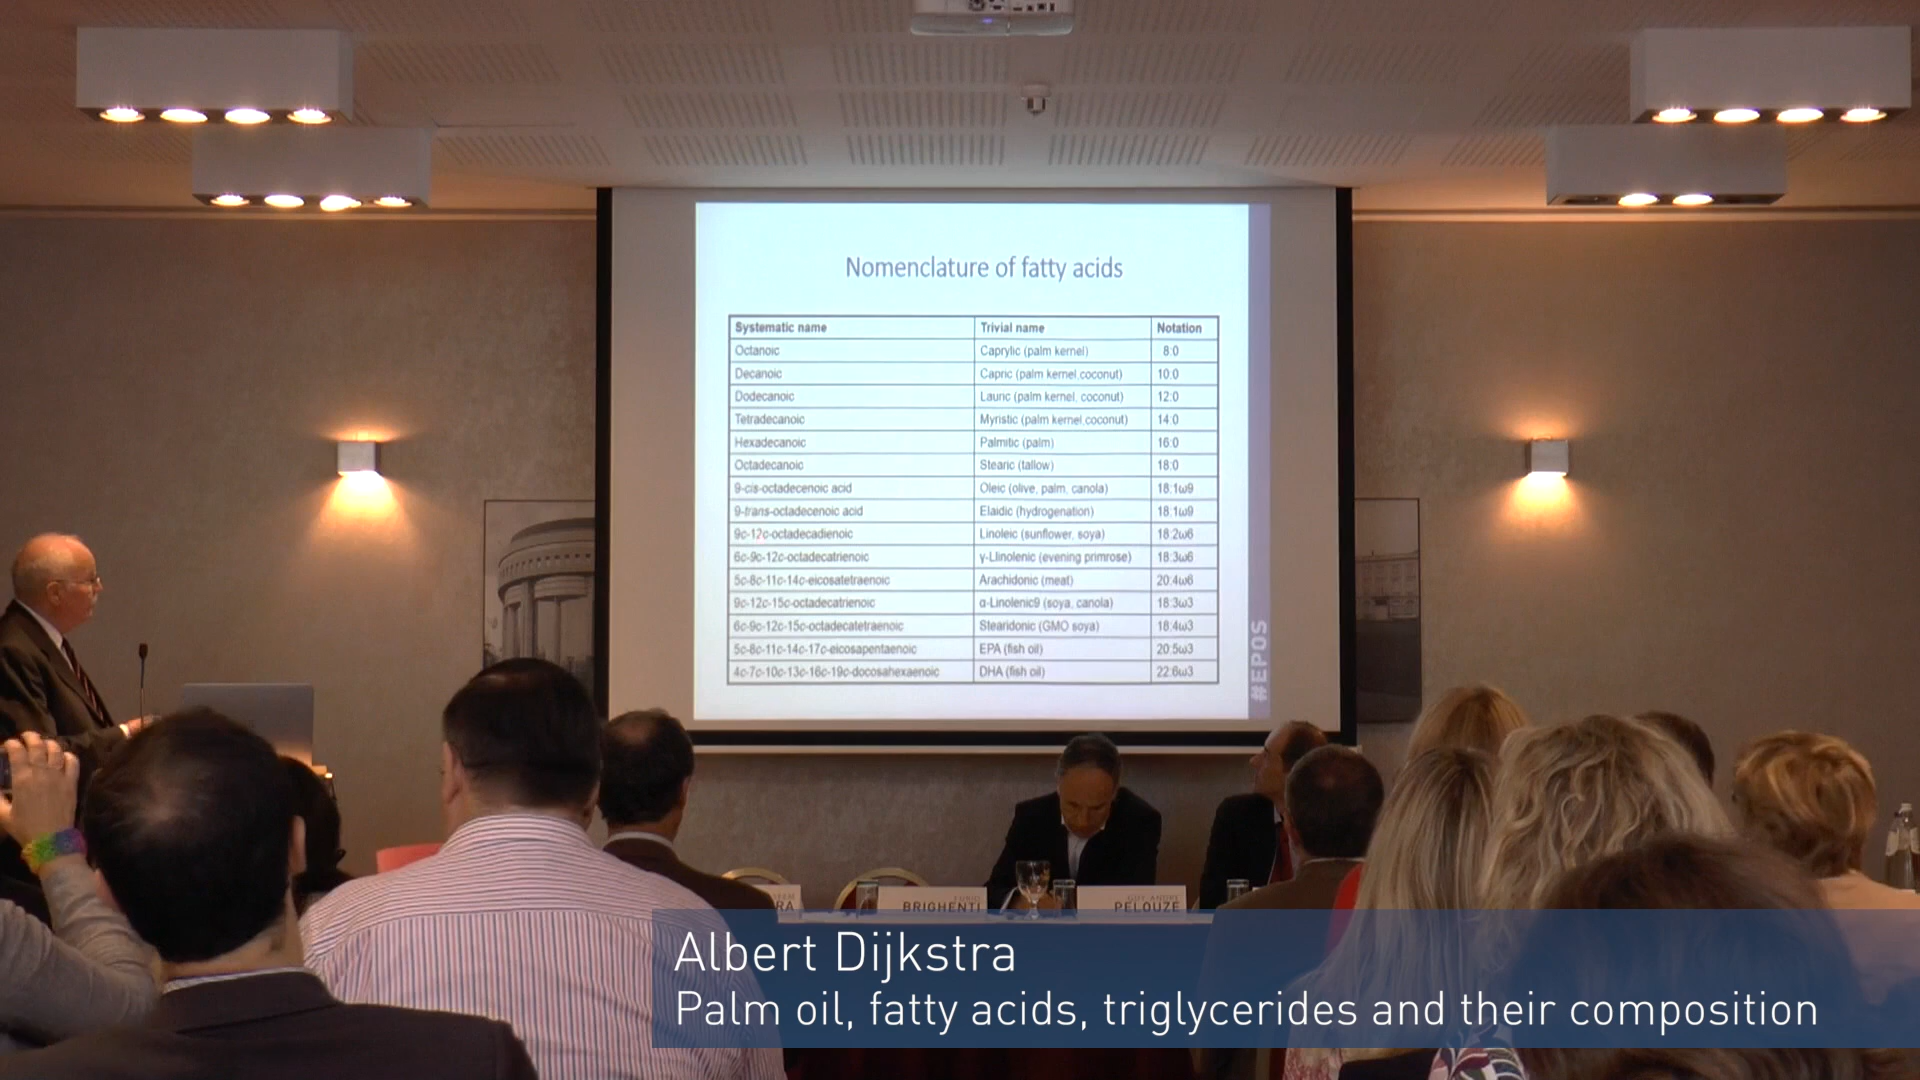 Nomenclature of fatty acids
Systematic name Trivial name Notation
Octanoic Caprylic (palm kernel) 8:0
Decanoic Capric (palm kernel,coconut) 10:0
Dodecanoic Lauric (palm kernel, coconut) 12:0
Tetradecanoic Myristic (palm kernel,coconut) 14:0
Hexadecanoic Palmitic (palm) 16:0
Octadecanoic Stearic (tallow) 18:0
9-cis-octadecenoic acid Oleic (olive, palm, canola) 18:1ω9
9-trans-octadecenoic acid Elaidic (hydrogenation) 18:1ω9
9c-12c-octadecadienoic Linoleic (sunflower, soya) 18:2ω6
6c-9c-12c-octadecatrienoic γ-Llinolenic (evening primrose) 18:3ω6
5c-8c-11c-14c-eicosatetraenoic Arachidonic (meat) 20:4ω6
9c-12c-15c-octadecatrienoic α-Linolenic9 (soya, canola) 18:3ω3
6c-9c-12c-15c-octadecatetraenoic Stearidonic (GMO soya) 18:4ω3
5c-8c-11c-14c-17c-eicosapentaenoic EPA (fish oil) 20:5ω3
4c-7c-10c-13c-16c-19c-docosahexaenoic DHA (fish oil) 22:6ω3
#EPOS
RA
BRIGHENTI
GUY-ANDRÉ
PELOUZE
Albert Dijkstra
Palm oil, fatty acids, triglycerides and their composition